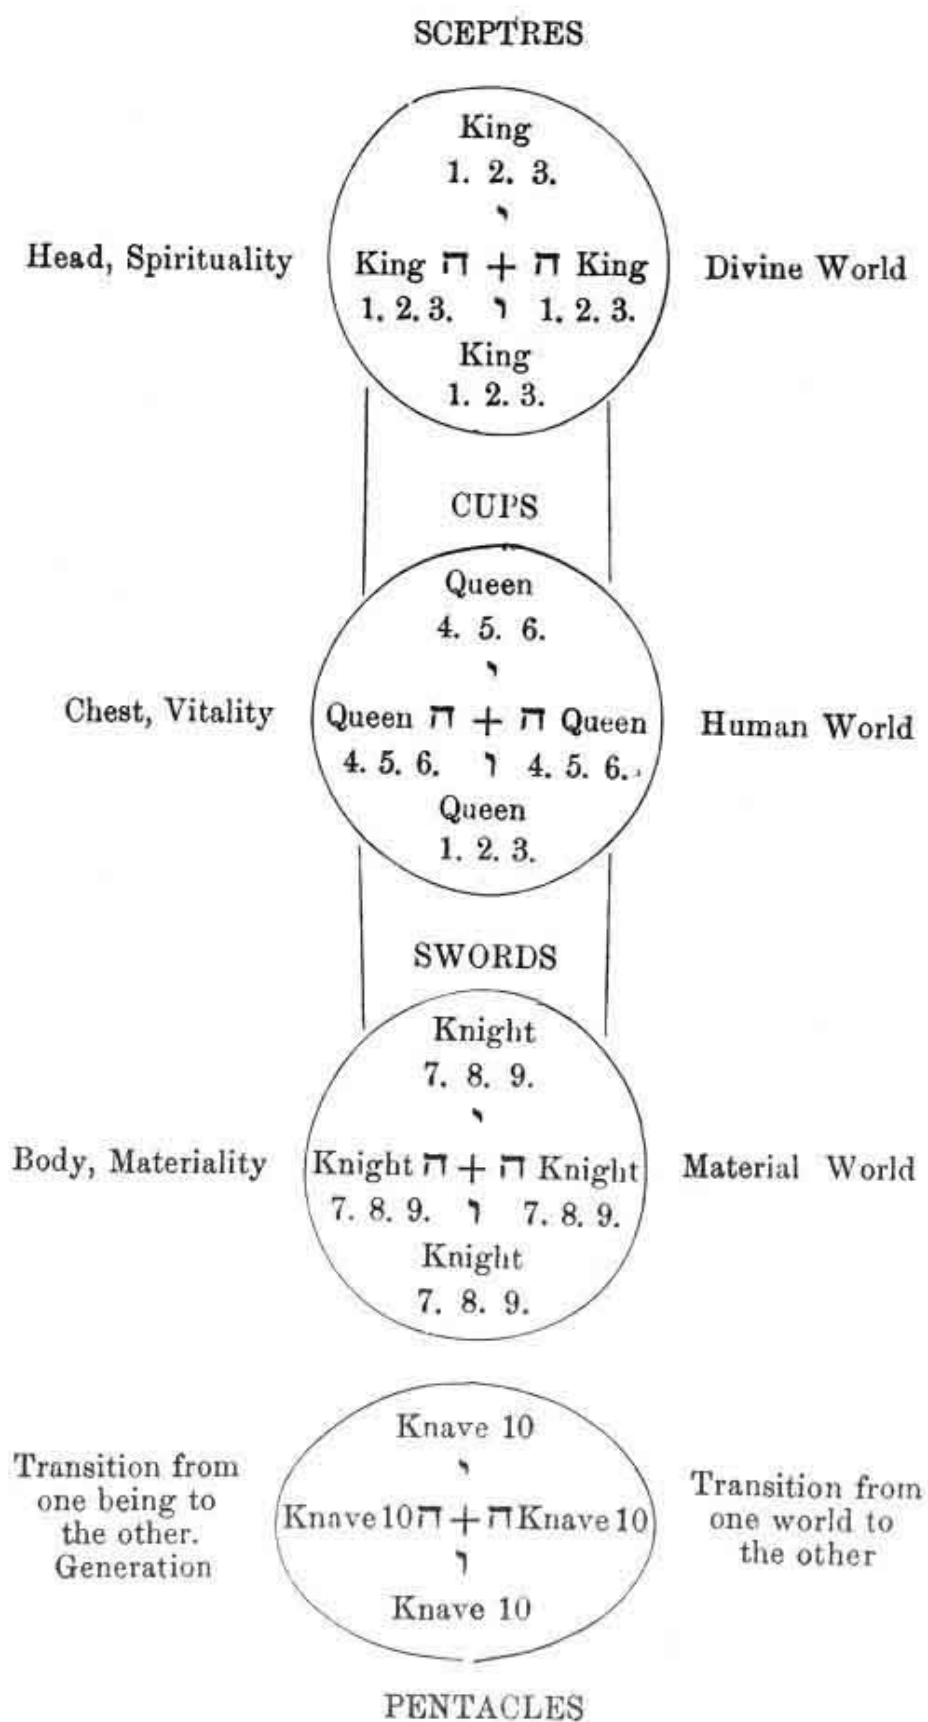 SCEPTRES
King
1. 2. 3.
י
Head, Spirituality King ה + ה King Divine World
1. 2. 3. ו 1. 2. 3.
King
1. 2. 3.
CUPS
Queen
4. 5. 6.
י
Chest, Vitality Queen ה + ה Queen Human World
4. 5. 6. ו 4. 5. 6.
Queen
1. 2. 3.
SWORDS
Knight
7. 8. 9.
י
Body, Materiality Knight ה + ה Knight Material World
7. 8. 9. ו 7. 8. 9.
Knight
7. 8. 9.
Knave 10
י
Transition from
one being to
the other.
Generation
Knave 10 ה + ה Knave 10
Transition from
one world to
the other
ו
Knave 10
PENTACLES